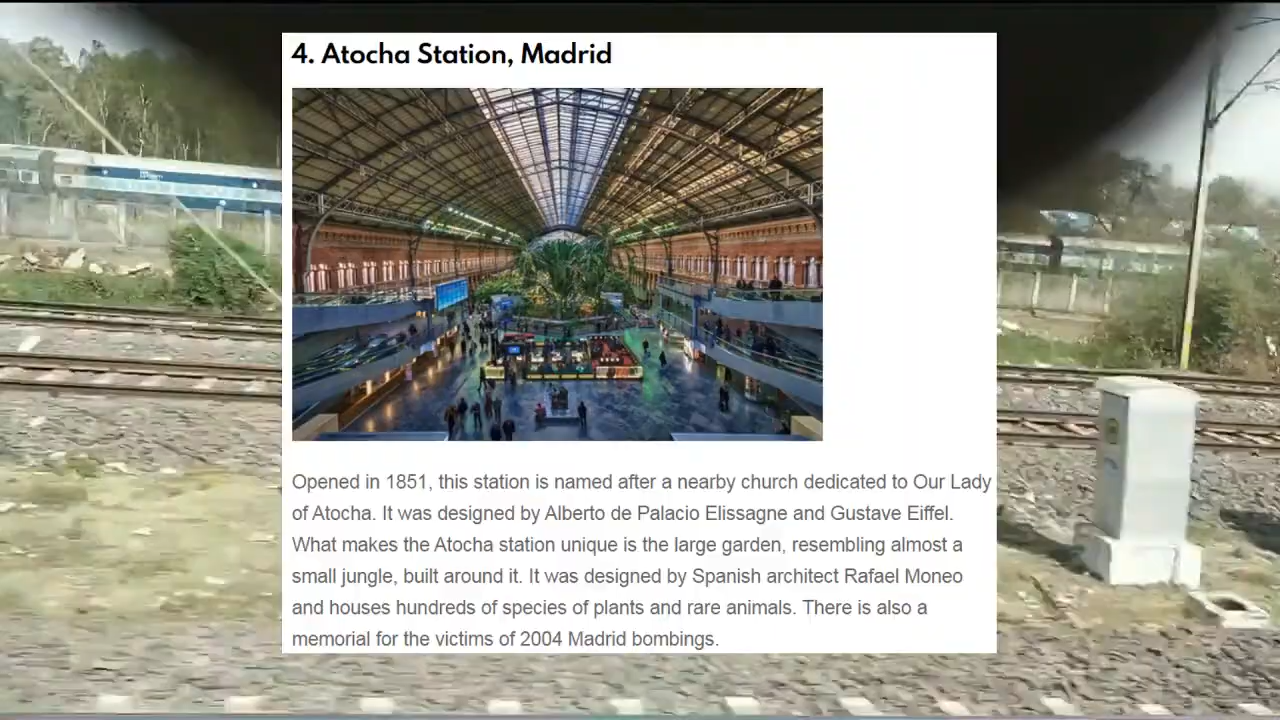 4. Atocha Station, Madrid
Opened in 1851, this station is named after a nearby church dedicated to Our Lady
of Atocha. It was designed by Alberto de Palacio Elissagne and Gustave Eiffel.
What makes the Atocha station unique is the large garden, resembling almost a
small jungle, built around it. It was designed by Spanish architect Rafael Moneo
and houses hundreds of species of plants and rare animals. There is also a
memorial for the victims of 2004 Madrid bombings.